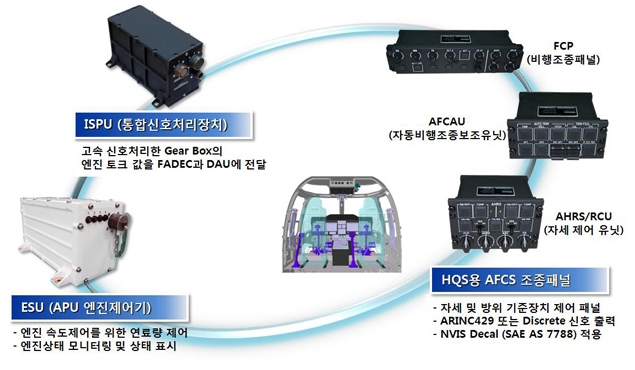 FCP
(비행조종패널)
AFCAU
(자동비행조종보조유닛)
ISPU (통합신호처리장치)
고속 신호처리한 Gear Box의
엔진 토크 값을 FADEC과 DAU에 전달
AHRS
AHRS/RCU
(자세 제어 유닛)
ESU (APU 엔진제어기)
- 엔진 속도제어를 위한 연료량 제어
- 엔진상태 모니터링 및 상태 표시
HQS용 AFCS 조종패널
- 자세 및 방위 기준장치 제어 패널
- ARINC429 또는 Discrete 신호 출력
- NVIS Decal (SAE AS 7788) 적용